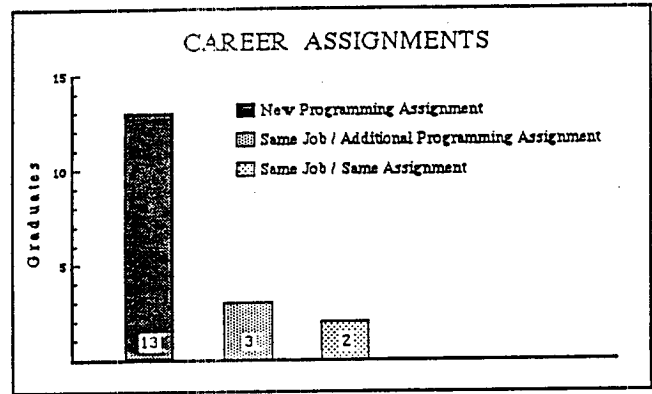 CAREER ASSIGNMENTS
15
10
5
Graduates
New Programming Assignment
Same Job / Additional Programming Assignment
Same Job / Same Assignment
13
3
2